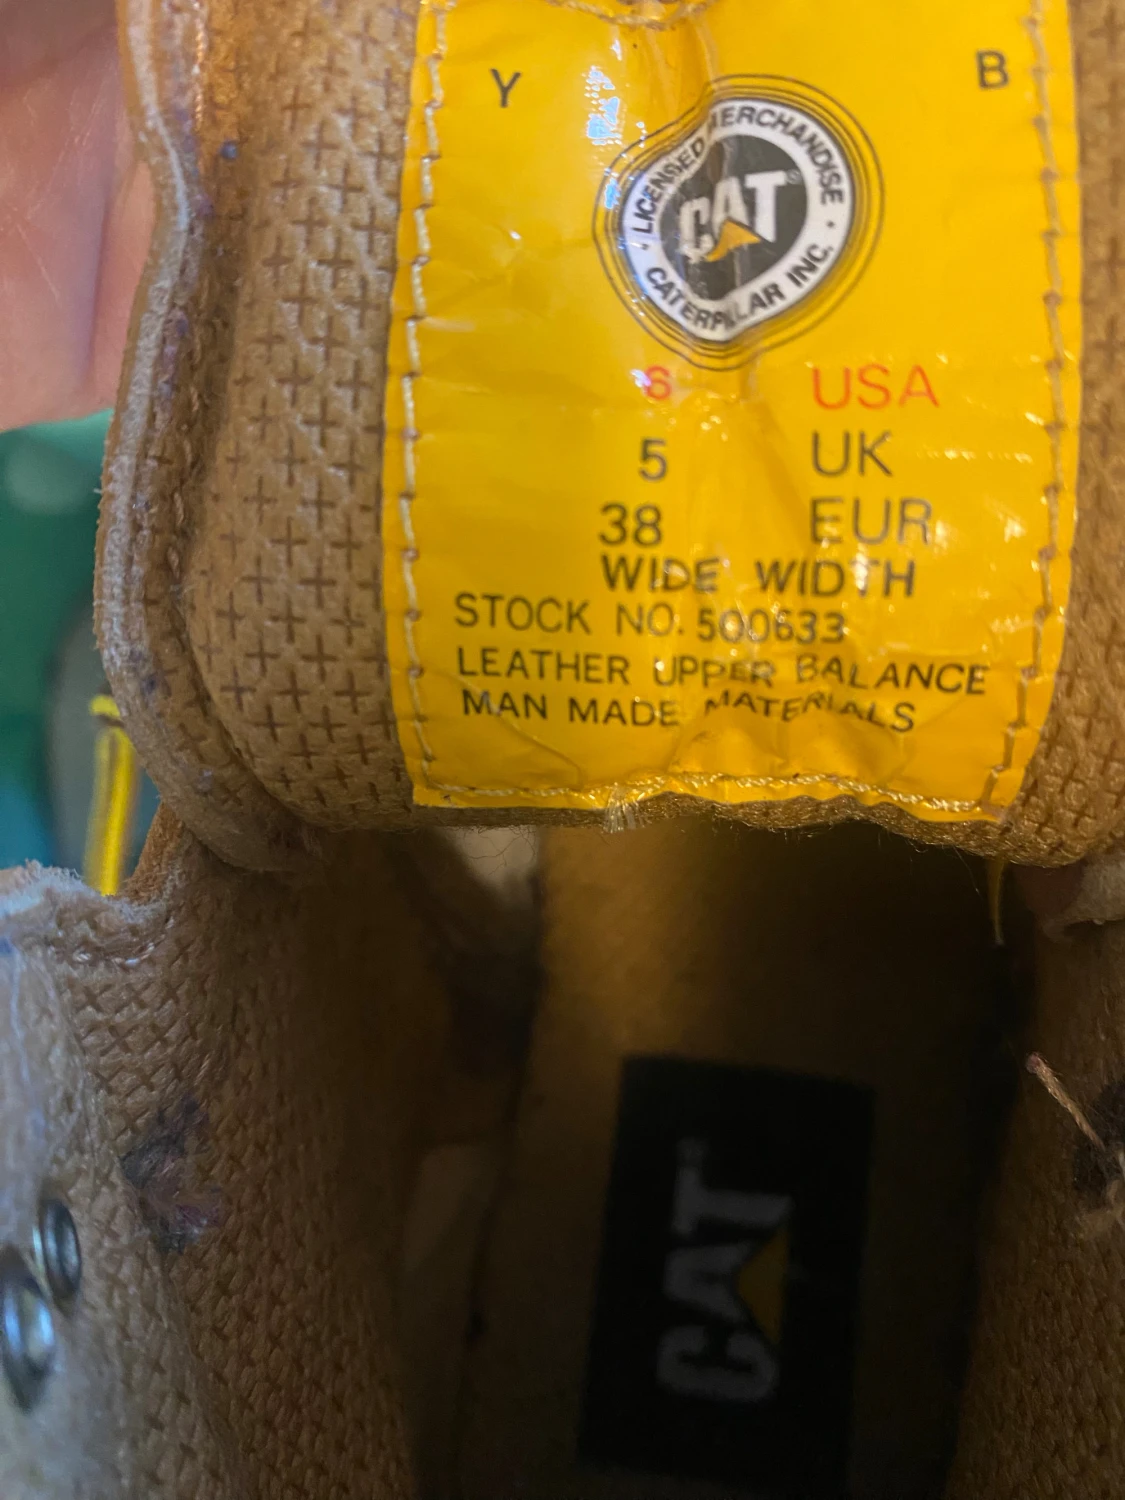 Y B
LICENSED MERCHANDISE
CAT®
CATERPILLAR INC.
6 USA
5 UK
38 EUR
WIDE WIDTH
STOCK NO. 500633
LEATHER UPPER BALANCE
MAN MADE MATERIALS
CAT